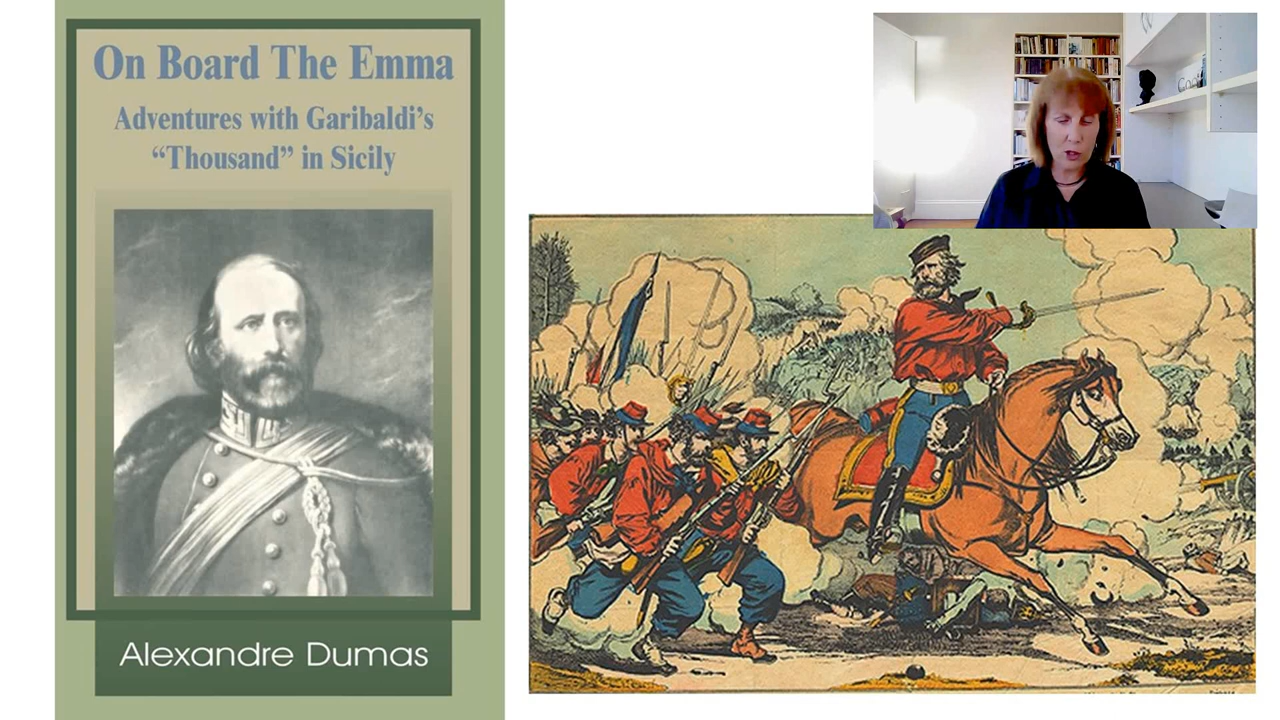 On Board The Emma
Adventures with Garibaldi’s
“Thousand” in Sicily
Alexandre Dumas